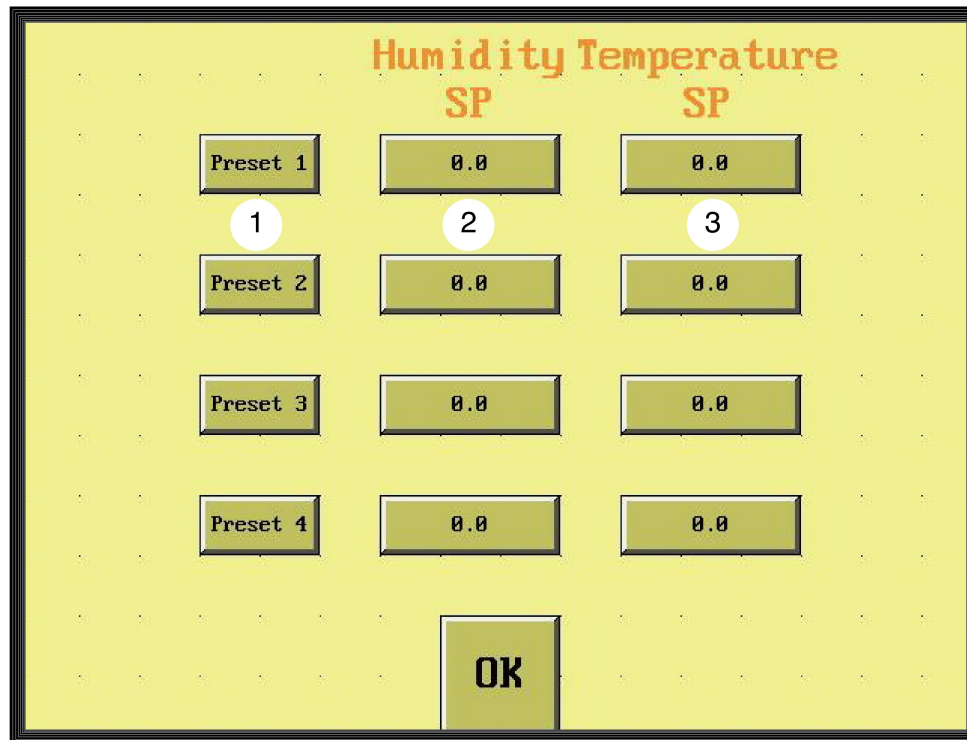 Humidity Temperature
SP SP
Preset 1 0.0 0.0
1 2 3
Preset 2 0.0 0.0
Preset 3 0.0 0.0
Preset 4 0.0 0.0
OK